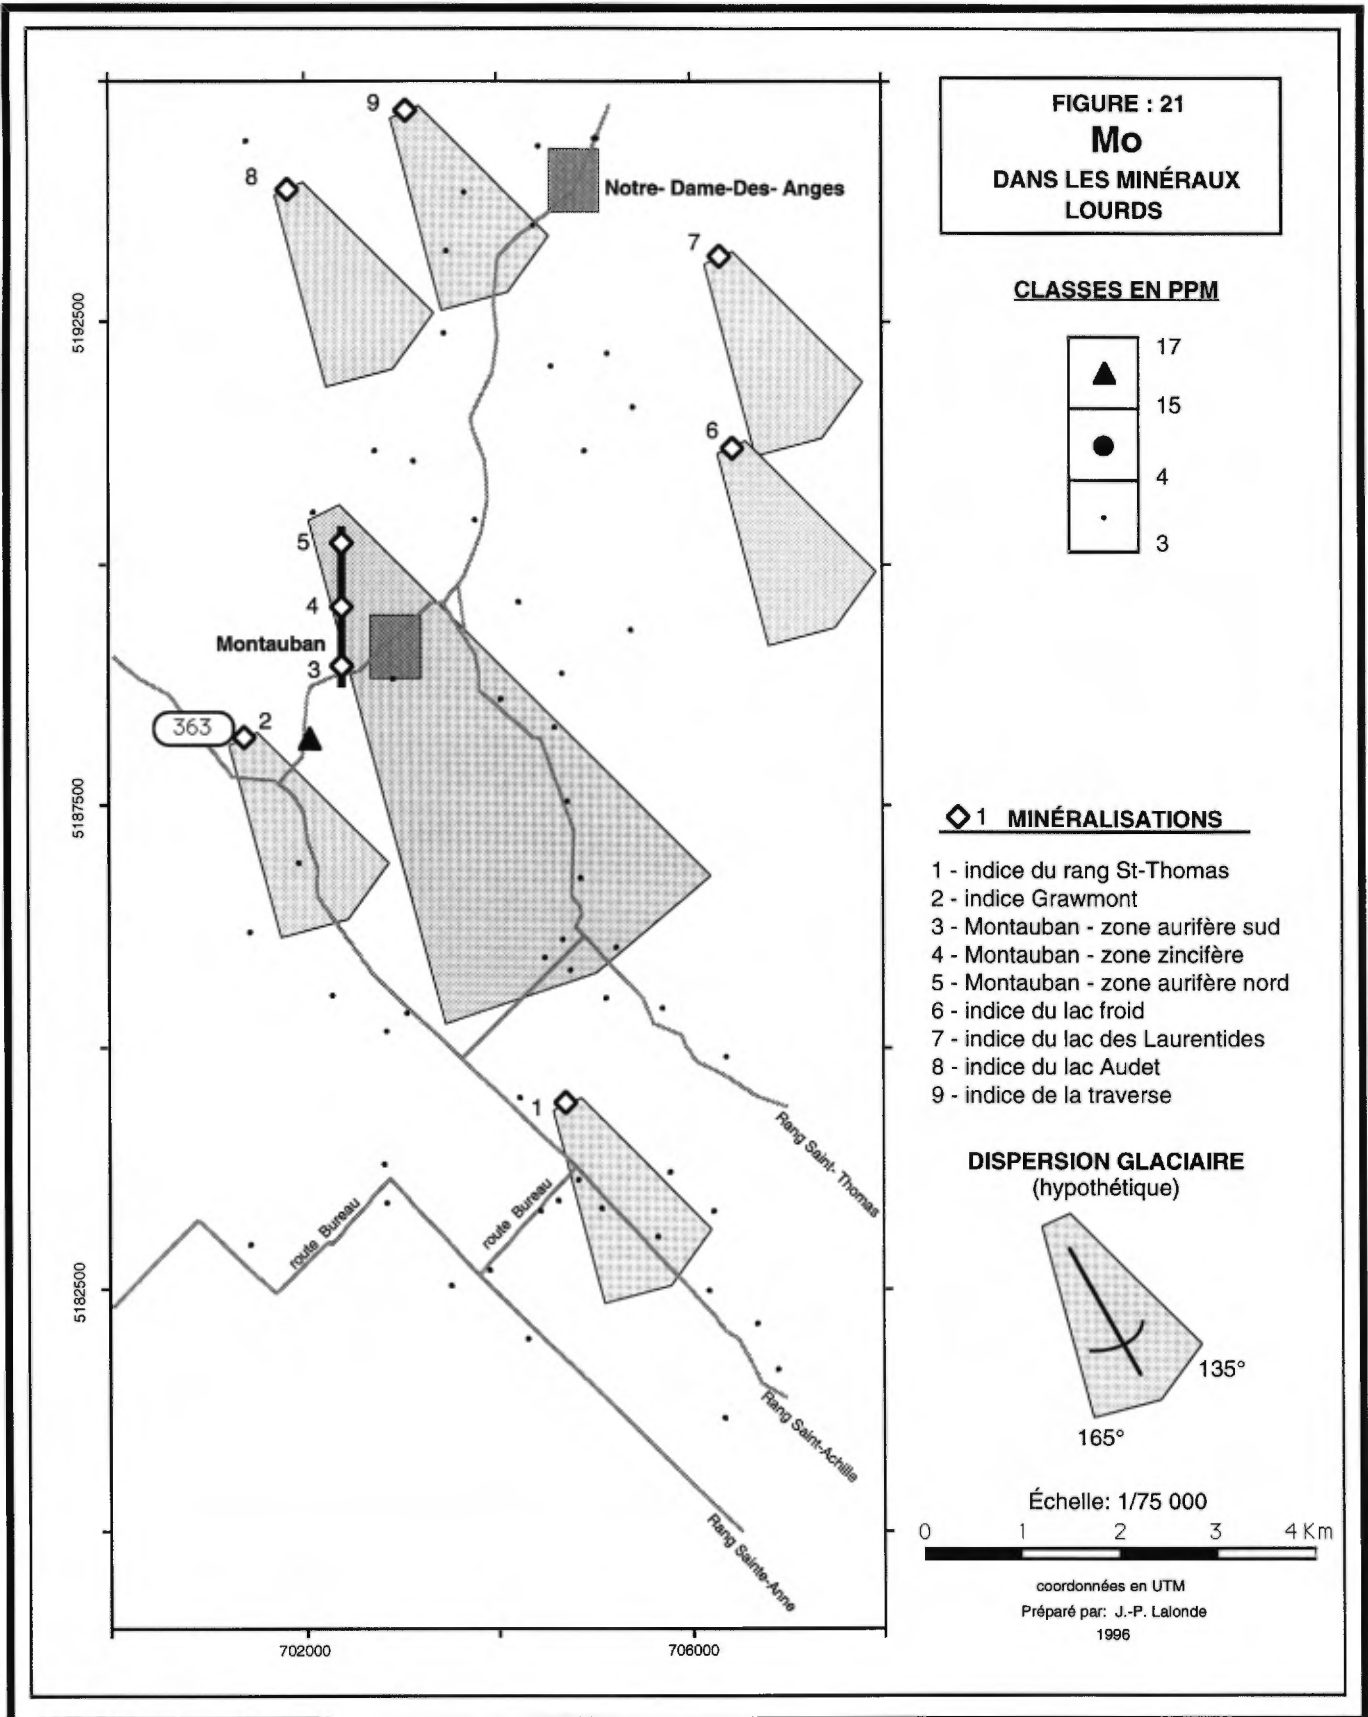 FIGURE : 21
Mo
DANS LES MINÉRAUX
LOURDS
CLASSES EN PPM
17
15
4
3
9
8
Notre- Dame-Des- Anges
7
6
5
4
Montauban
3
363
2
1
5192500
5187500
5182500
702000
706000
Rang Saint- Thomas
route Bureau
route Bureau
Rang Saint-Achille
Rang Sainte-Anne
1 MINÉRALISATIONS
1 - indice du rang St-Thomas
2 - indice Grawmont
3 - Montauban - zone aurifère sud
4 - Montauban - zone zincifère
5 - Montauban - zone aurifère nord
6 - indice du lac froid
7 - indice du lac des Laurentides
8 - indice du lac Audet
9 - indice de la traverse
DISPERSION GLACIAIRE
(hypothétique)
135°
165°
Échelle: 1/75 000
0 1 2 3 4 Km
coordonnées en UTM
Préparé par: J.-P. Lalonde
1996